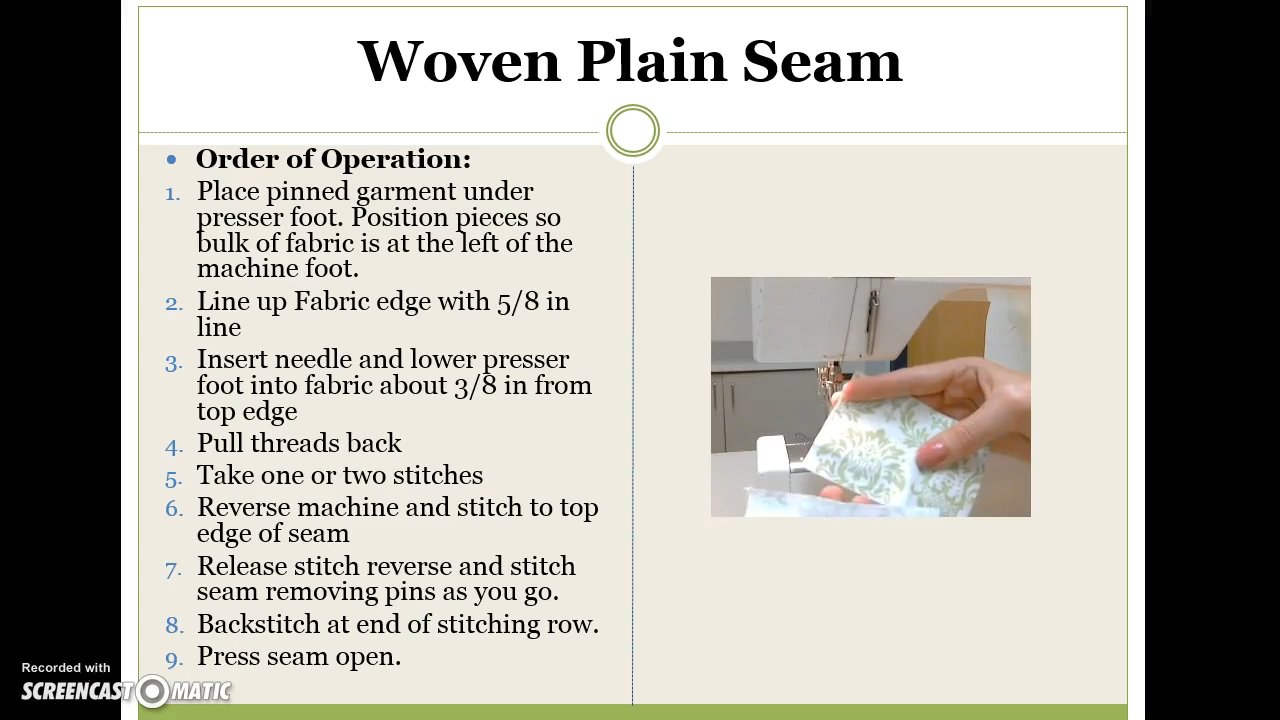 Woven Plain Seam
• Order of Operation:
1. Place pinned garment under
presser foot. Position pieces so
bulk of fabric is at the left of the
machine foot.
2. Line up Fabric edge with 5/8 in
line
3. Insert needle and lower presser
foot into fabric about 3/8 in from
top edge
4. Pull threads back
5. Take one or two stitches
6. Reverse machine and stitch to top
edge of seam
7. Release stitch reverse and stitch
seam removing pins as you go.
8. Backstitch at end of stitching row.
9. Press seam open.
Recorded with
SCREENCAST MATIC